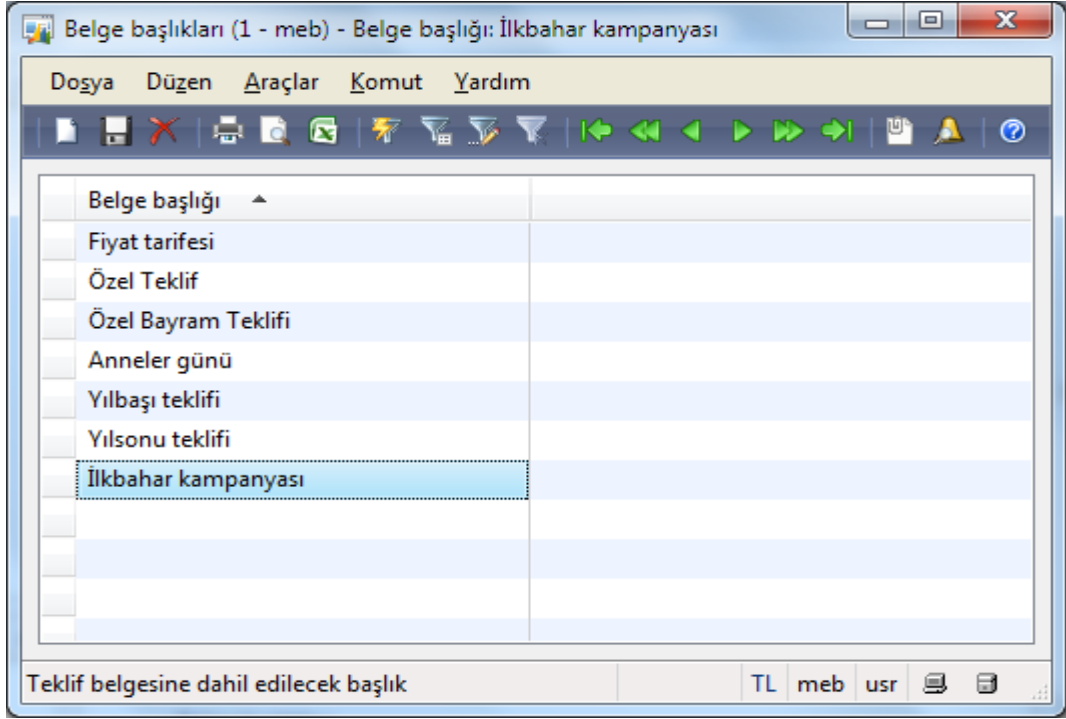 Belge başlıkları (1 - meb) - Belge başlığı: İlkbahar kampanyası
Dosya Düzen Araçlar Komut Yardım
Belge başlığı
Fiyat tarifesi
Özel Teklif
Özel Bayram Teklifi
Anneler günü
Yılbaşı teklifi
Yılsonu teklifi
İlkbahar kampanyası
Teklif belgesine dahil edilecek başlık TL meb usr